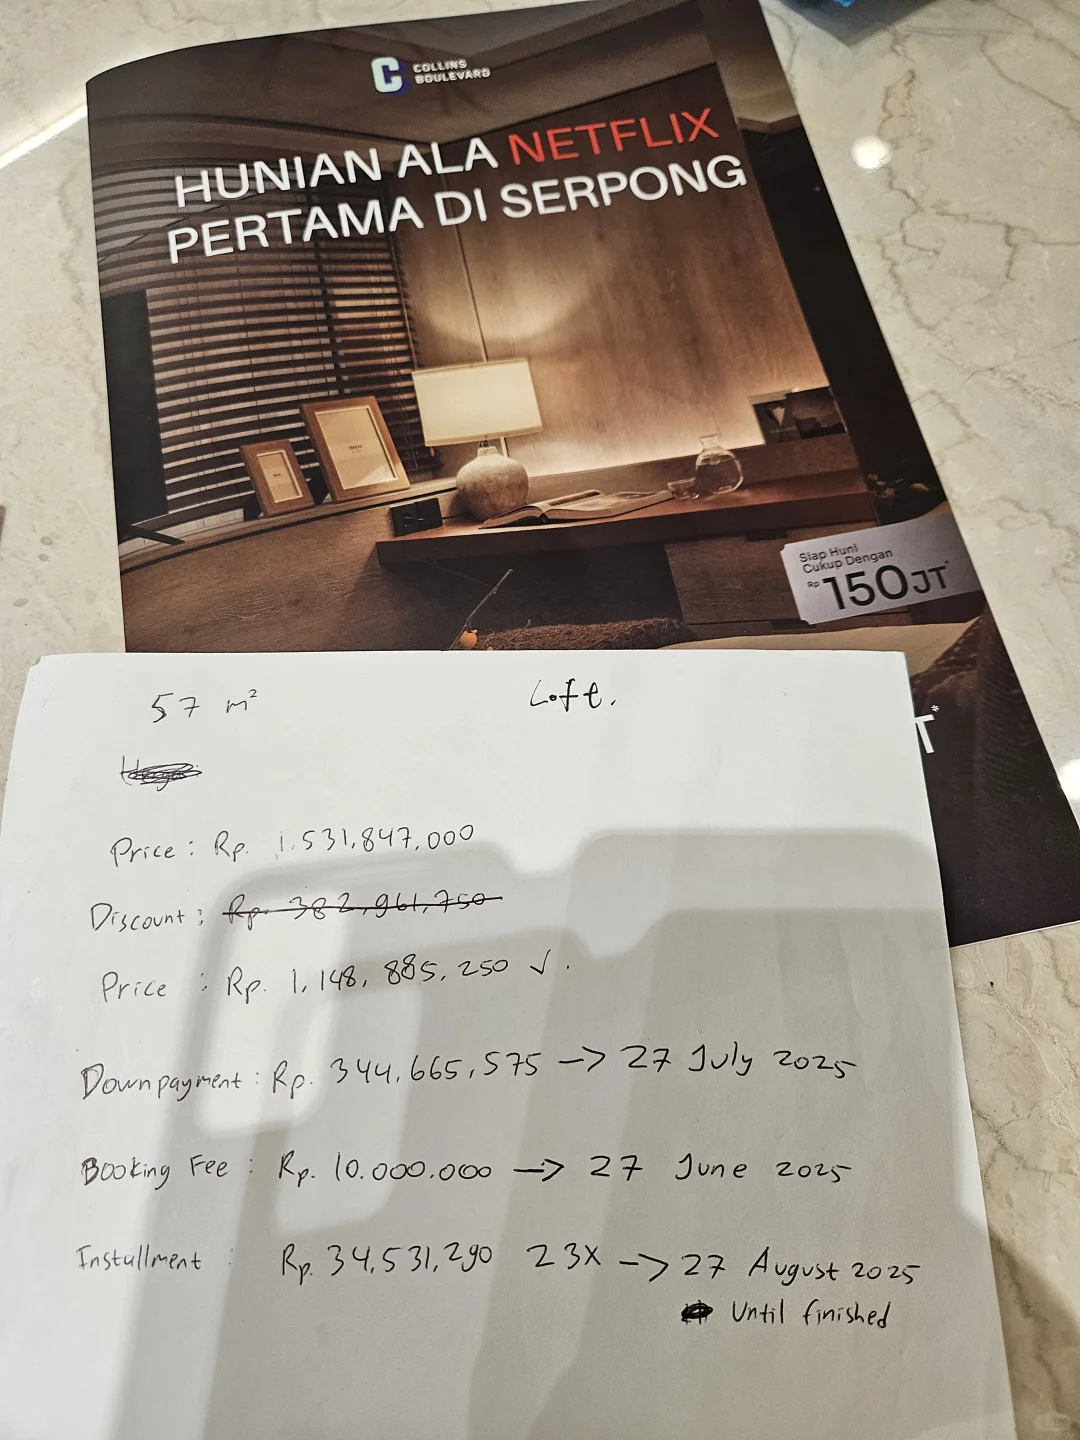 COLLINS
BOULEVARD
HUNIAN ALA NETFLIX
PERTAMA DI SERPONG
Siap Huni
Cukup Dengan
Rp 150JT*
T*
57 m² Loft.
Price : Rp. 1.531,847,000
Discount : Rp. 382,961,750
Price : Rp. 1,148,885,250 √.
Downpayment : Rp. 344.665,575 -> 27 July 2025
Booking Fee : Rp. 10.000.000 -> 27 June 2025
Installment : Rp. 34,531,290 23x -> 27 August 2025
Until finished